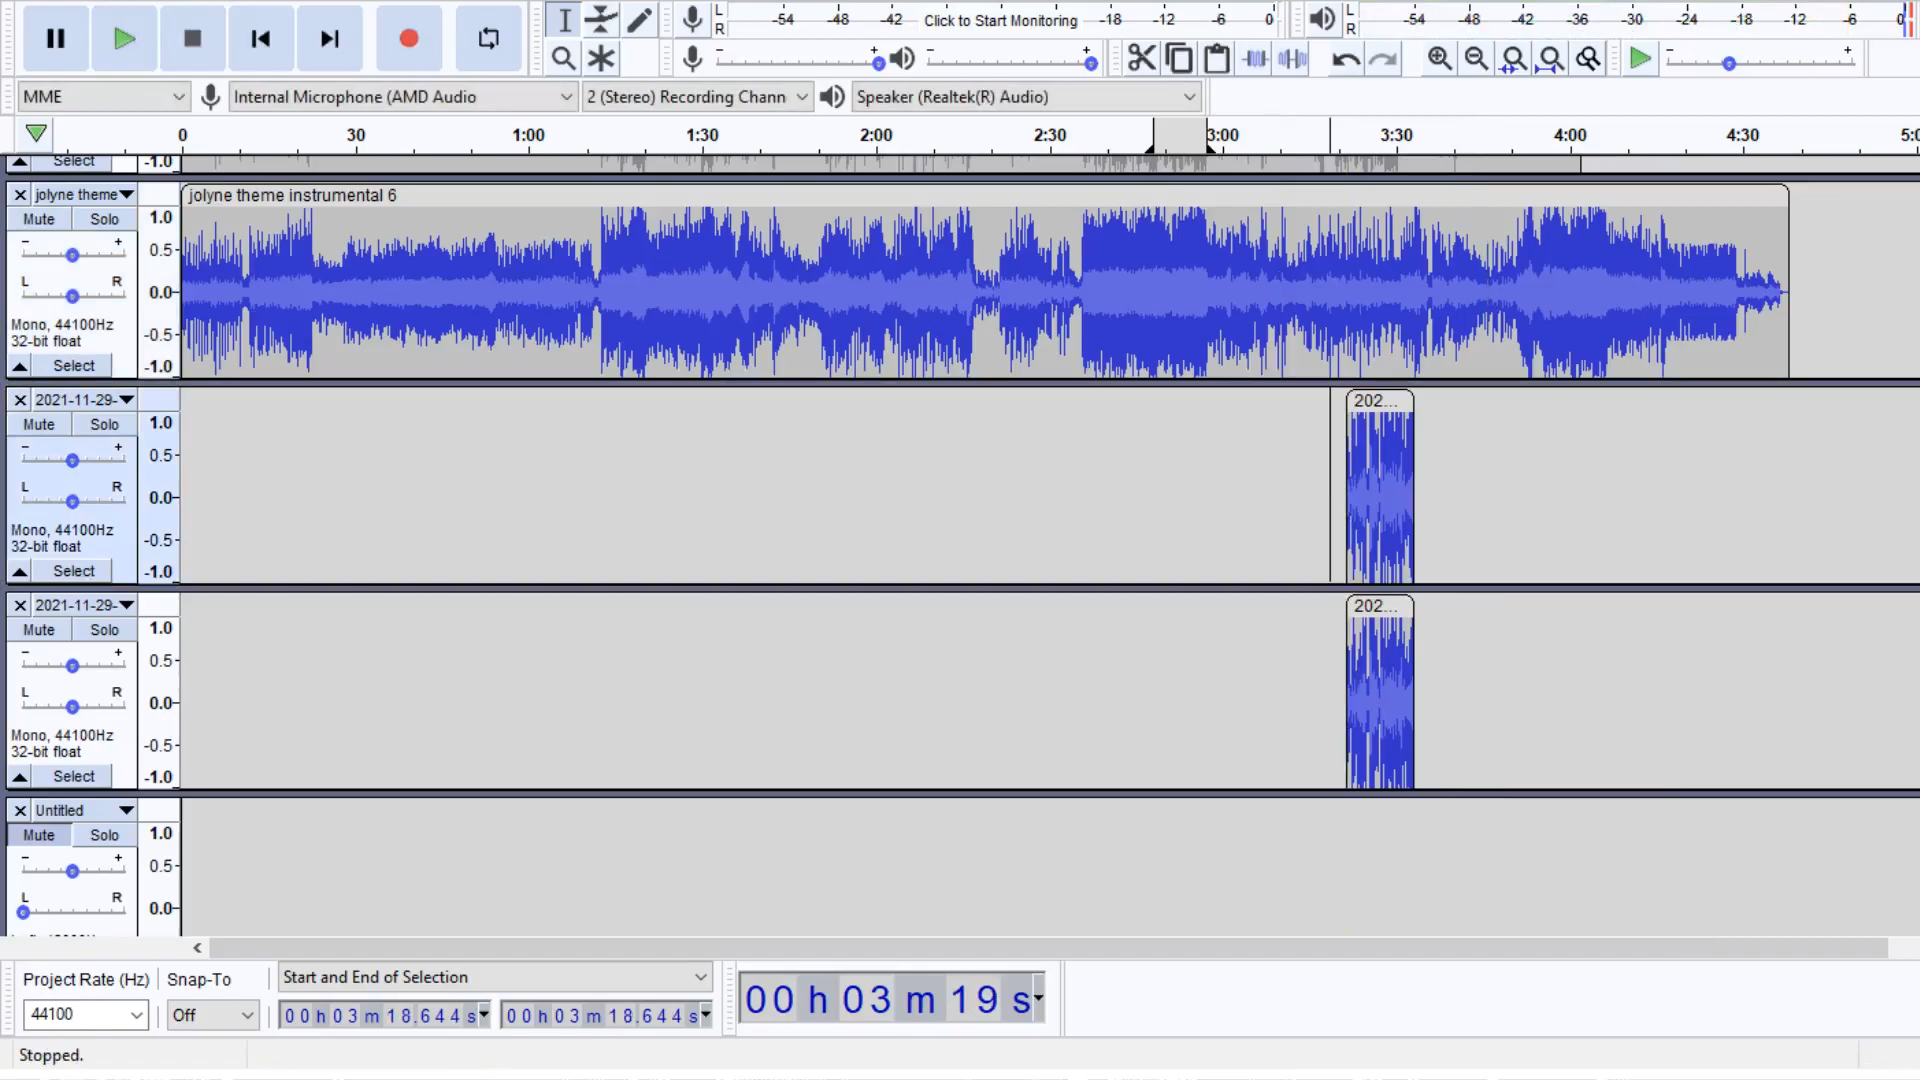 L
R
-54 -48 -42 Click to Start Monitoring -18 -12 -6 0
L
R
-54 -48 -42 -36 -30 -24 -18 -12 -6 0
- +
- +
- +
MME
Internal Microphone (AMD Audio
2 (Stereo) Recording Chann
Speaker (Realtek(R) Audio)
0 30 1:00 1:30 2:00 2:30 3:00 3:30 4:00 4:30 5:0
Select -1.0
jolyne theme
jolyne theme instrumental 6
Mute Solo 1.0
- + 0.5
L R 0.0
Mono, 44100Hz -0.5
32-bit float
Select -1.0
2021-11-29-
202...
Mute Solo 1.0
- + 0.5
L R 0.0
Mono, 44100Hz -0.5
32-bit float
Select -1.0
2021-11-29-
202...
Mute Solo 1.0
- + 0.5
L R 0.0
Mono, 44100Hz -0.5
32-bit float
Select -1.0
Untitled
Mute Solo 1.0
- + 0.5
L R 0.0
Project Rate (Hz) Snap-To Start and End of Selection
44100 Off 00 h 03 m 18.644 s 00 h 03 m 18.644 s
00 h 03 m 19 s
Stopped.